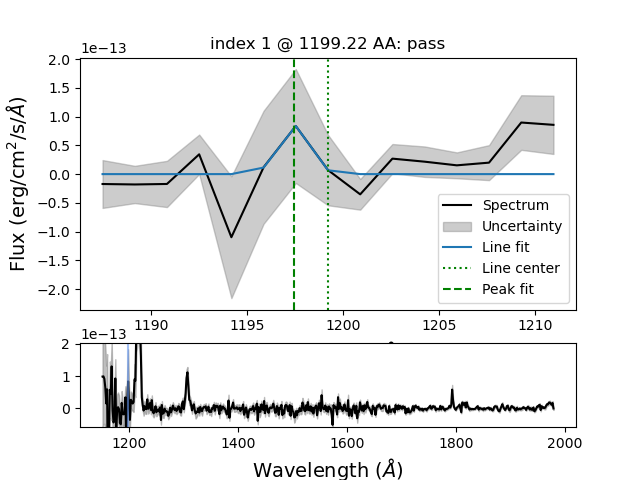 index 1 @ 1199.22 AA: pass
1e−13
2.0
1.5
1.0
0.5
0.0
−0.5
−1.0
−1.5
−2.0
Flux (erg/cm²/s/Å)
Spectrum
Uncertainty
Line fit
Line center
Peak fit
1190 1195 1200 1205 1210
1e−13
2
1
0
1200 1400 1600 1800 2000
Wavelength (Å)